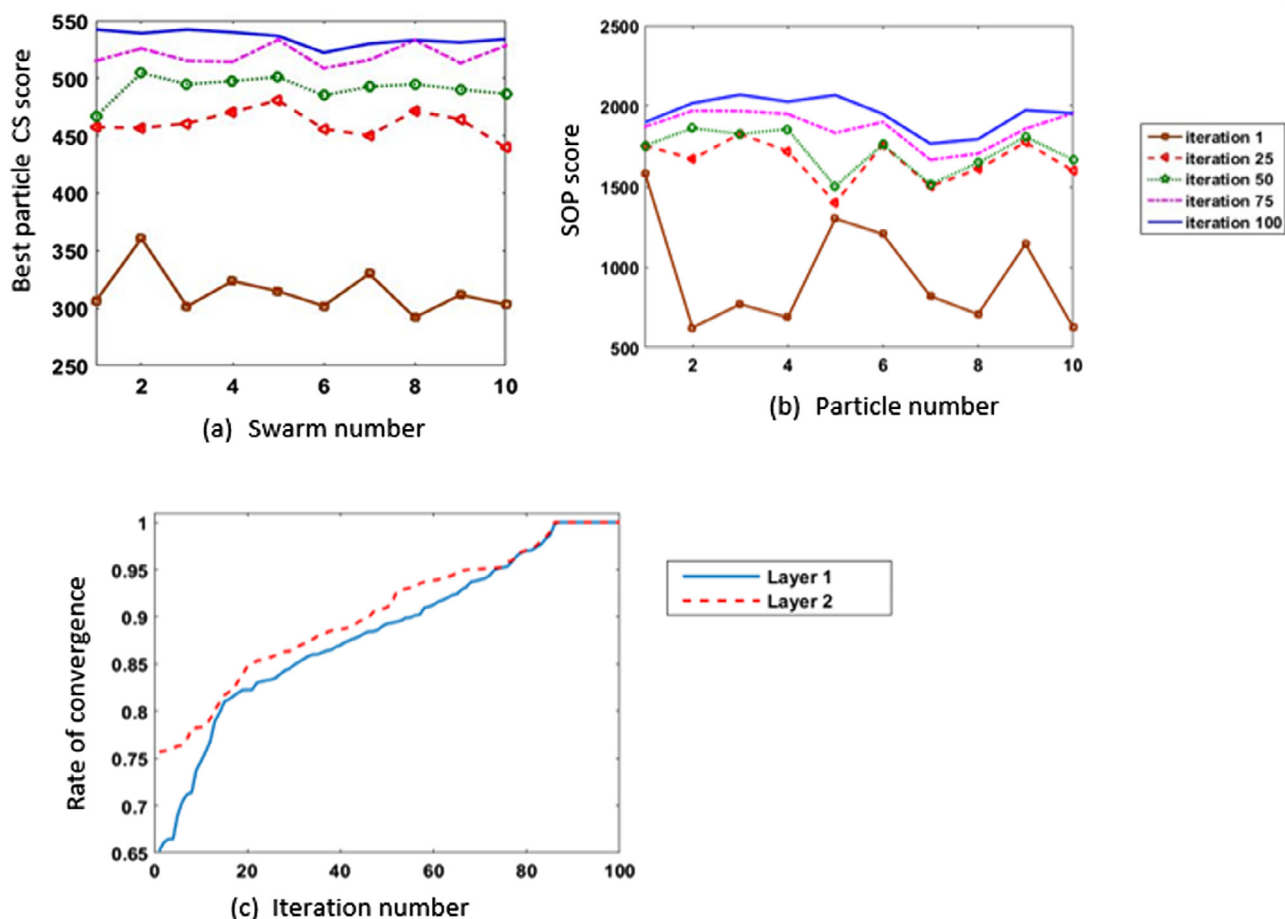 550
500
450
400
350
300
250
Best particle CS score
2 4 6 8 10
(a) Swarm number
2500
2000
1500
1000
500
SOP score
2 4 6 8 10
(b) Particle number
iteration 1
iteration 25
iteration 50
iteration 75
iteration 100
1
0.95
0.9
0.85
0.8
0.75
0.7
0.65
Rate of convergence
0 20 40 60 80 100
(c) Iteration number
Layer 1
Layer 2